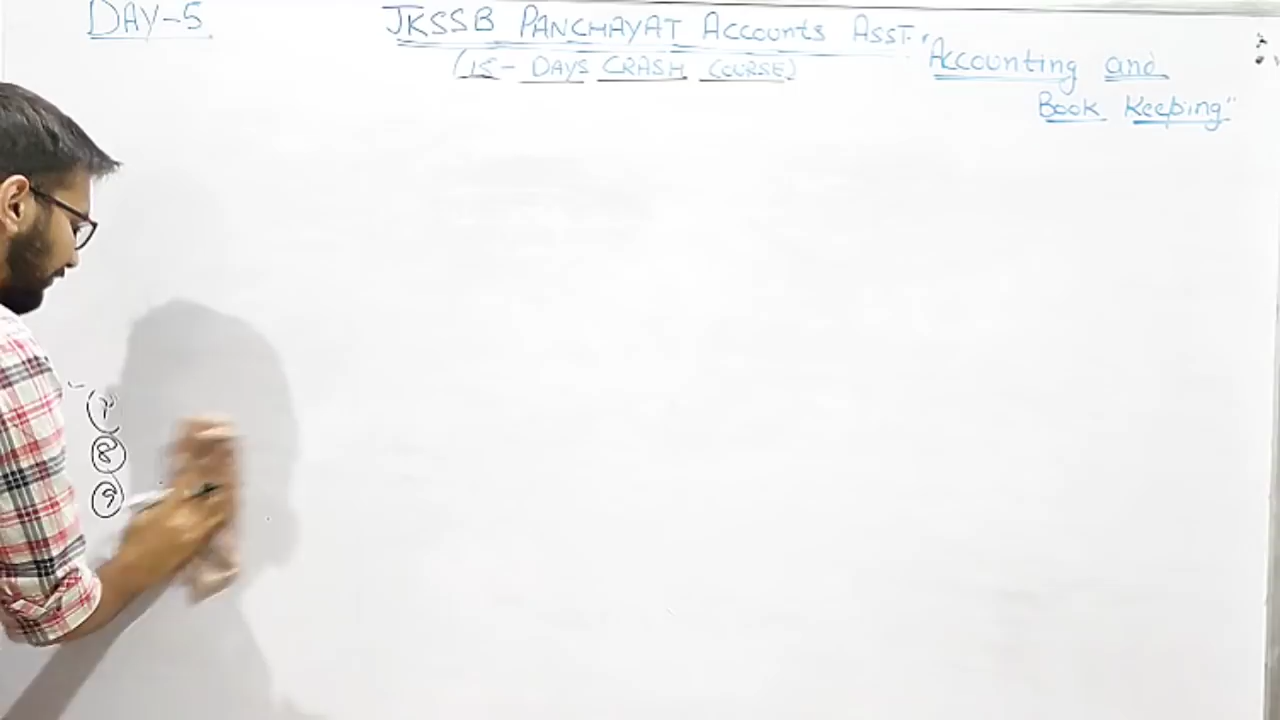 DAY-5
JKSSB PANCHAYAT Accounts ASST.
(15- DAYS CRASH COURSE)
"Accounting and
Book Keeping"
7
8
9